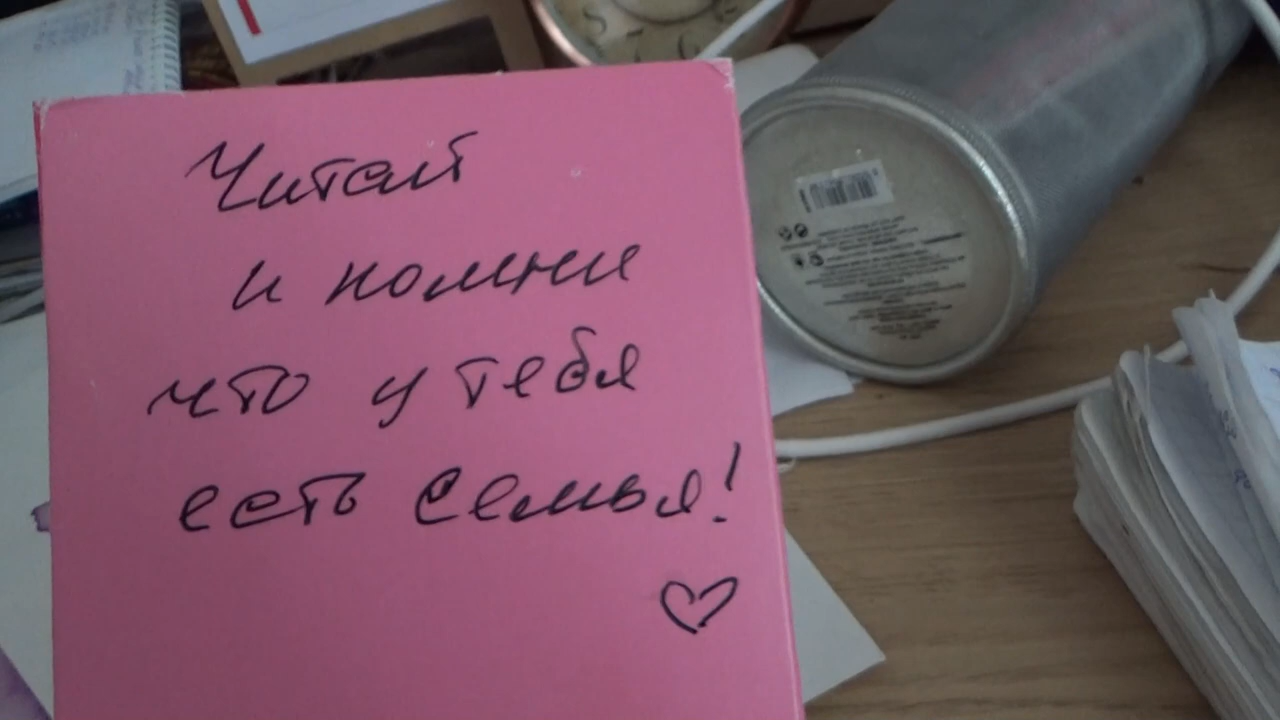 Читай
и помни
что у тебя
есть семья!